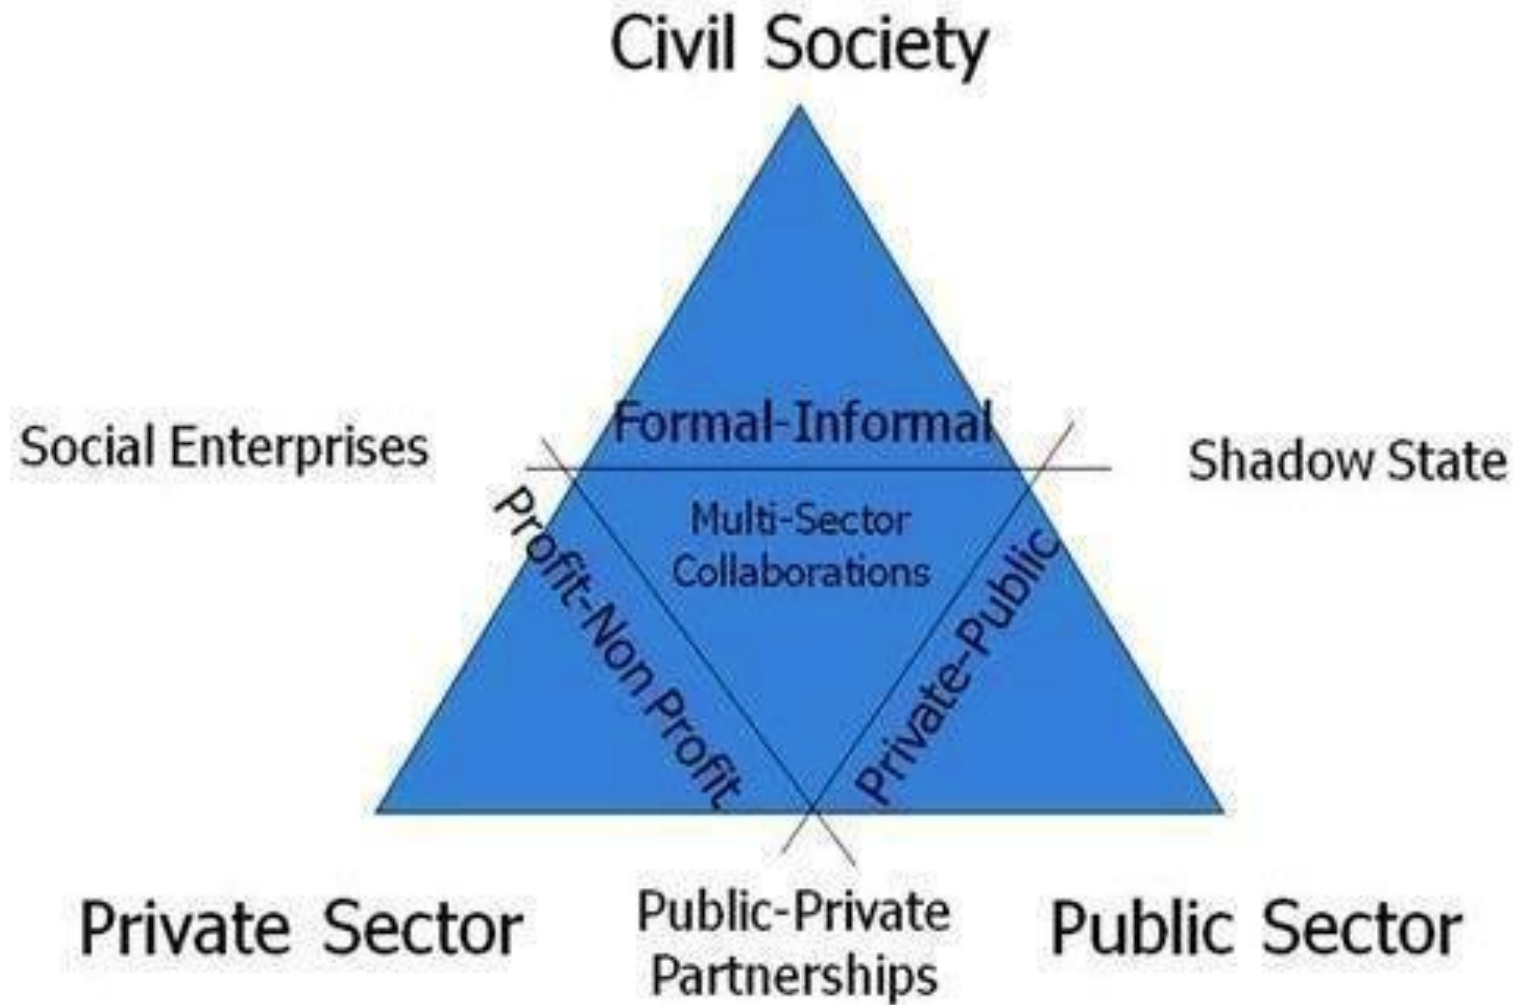 Civil Society
Formal-Informal
Social Enterprises
Shadow State
Multi-Sector
Collaborations
Profit-Non Profit
Private-Public
Private Sector
Public-Private
Partnerships
Public Sector